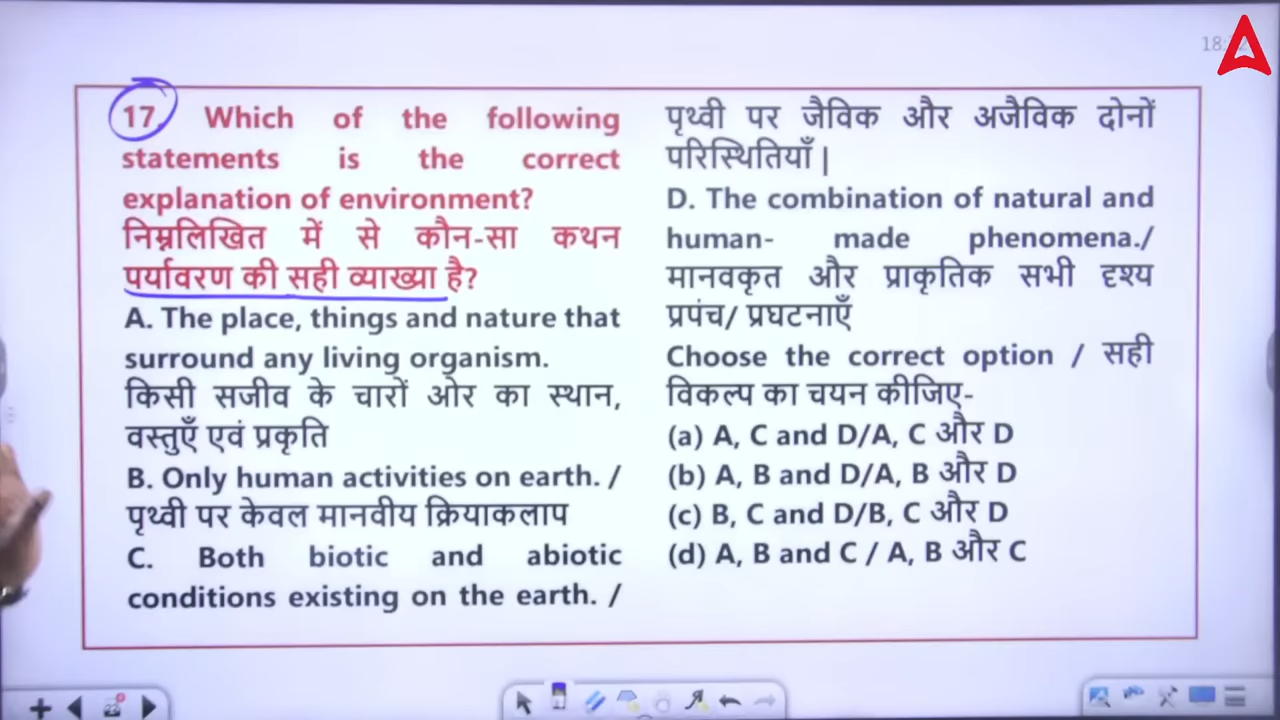 17. Which of the following
statements is the correct
explanation of environment?
निम्नलिखित में से कौन-सा कथन
पर्यावरण की सही व्याख्या है?
A. The place, things and nature that
surround any living organism.
किसी सजीव के चारों ओर का स्थान,
वस्तुएँ एवं प्रकृति
B. Only human activities on earth. /
पृथ्वी पर केवल मानवीय क्रियाकलाप
C. Both biotic and abiotic
conditions existing on the earth. /
पृथ्वी पर जैविक और अजैविक दोनों
परिस्थितियाँ |
D. The combination of natural and
human- made phenomena./
मानवकृत और प्राकृतिक सभी दृश्य
प्रपंच/ प्रघटनाएँ
Choose the correct option / सही
विकल्प का चयन कीजिए-
(a) A, C and D/A, C और D
(b) A, B and D/A, B और D
(c) B, C and D/B, C और D
(d) A, B and C / A, B और C